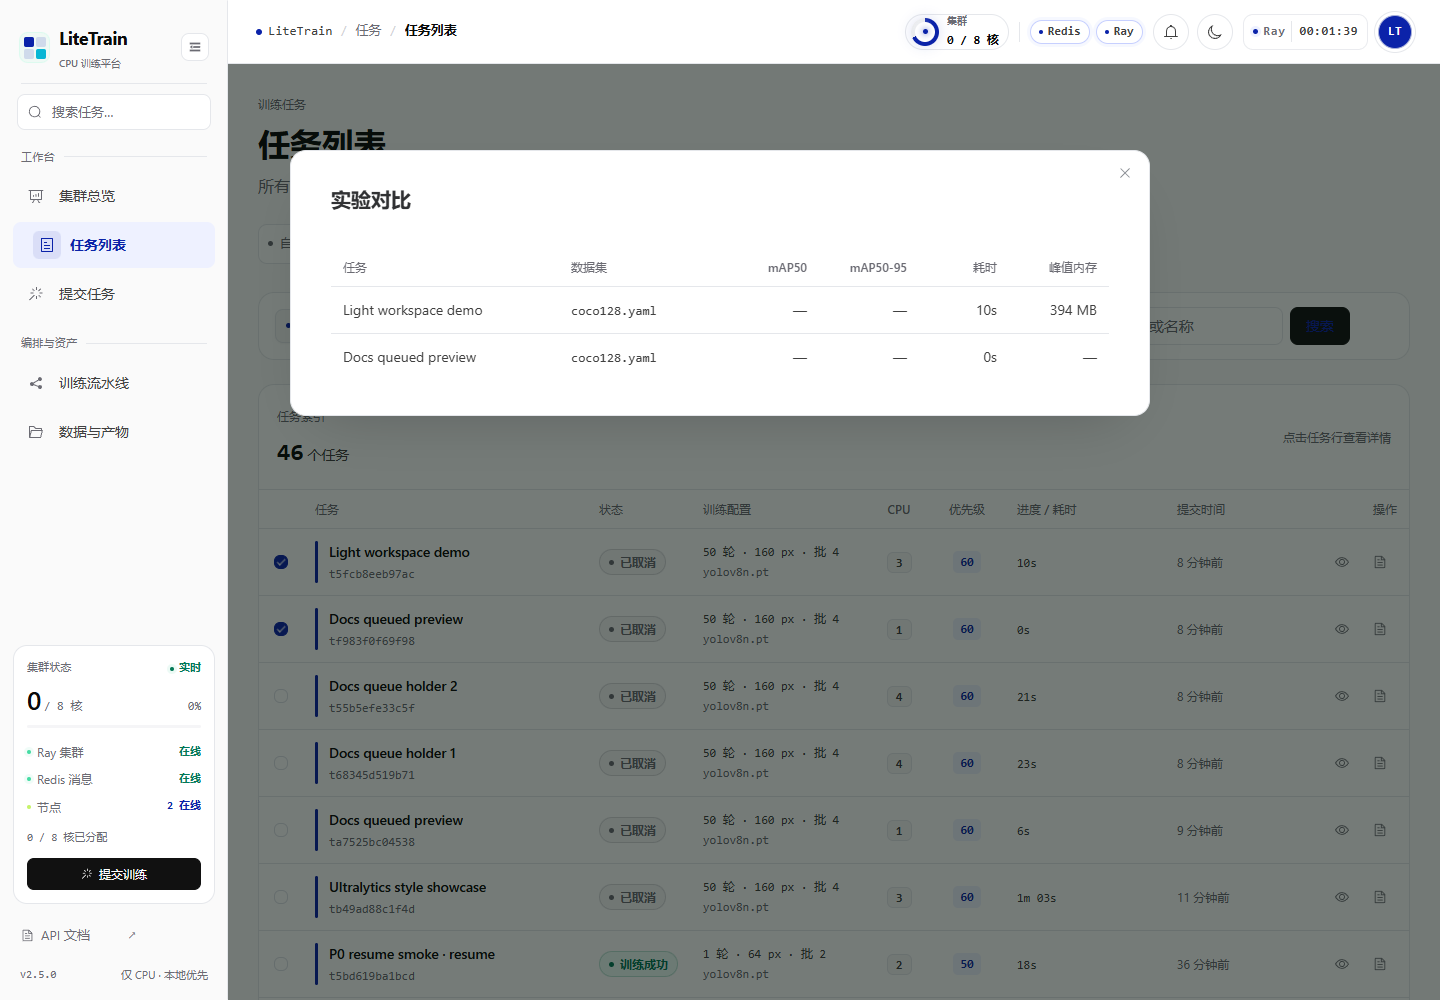 LiteTrain
CPU 训练平台
搜索任务...
工作台
集群总览
任务列表
提交任务
编排与资产
训练流水线
数据与产物
集群状态
实时
0 / 8 核
0%
Ray 集群
在线
Redis 消息
在线
节点
2 在线
0 / 8 核已分配
提交训练
API 文档
↗
v2.5.0
仅 CPU · 本地优先
LiteTrain / 任务 / 任务列表
集群
0 / 8 核
Redis
Ray
Ray
00:01:39
LT
训练任务
任务列表
所有
自
或名称
搜索
实验对比
任务 数据集 mAP50 mAP50-95 耗时 峰值内存
Light workspace demo coco128.yaml — — 10s 394 MB
Docs queued preview coco128.yaml — — 0s —
任务索引
46 个任务
点击任务行查看详情
任务 状态 训练配置 CPU 优先级 进度 / 耗时 提交时间 操作
Light workspace demo 已取消 50 轮 · 160 px · 批 4 3 60 10s 8 分钟前
t5fcb8eeb97ac yolov8n.pt
Docs queued preview 已取消 50 轮 · 160 px · 批 4 1 60 0s 8 分钟前
tf983f0f69f98 yolov8n.pt
Docs queue holder 2 已取消 50 轮 · 160 px · 批 4 4 60 21s 8 分钟前
t55b5efe33c5f yolov8n.pt
Docs queue holder 1 已取消 50 轮 · 160 px · 批 4 4 60 23s 8 分钟前
t68345d519b71 yolov8n.pt
Docs queued preview 已取消 50 轮 · 160 px · 批 4 1 60 6s 9 分钟前
ta7525bc04538 yolov8n.pt
Ultralytics style showcase 已取消 50 轮 · 160 px · 批 4 3 60 1m 03s 11 分钟前
tb49ad88c1f4d yolov8n.pt
P0 resume smoke · resume 训练成功 1 轮 · 64 px · 批 2 2 50 18s 36 分钟前
t5bd619ba1bcd yolov8n.pt